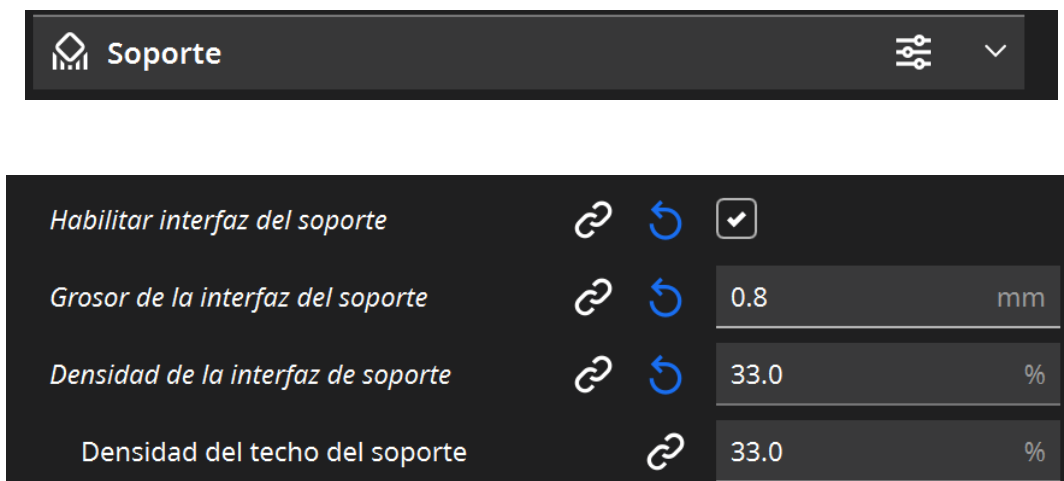 Soporte
Habilitar interfaz del soporte
Grosor de la interfaz del soporte 0.8 mm
Densidad de la interfaz de soporte 33.0 %
Densidad del techo del soporte 33.0 %